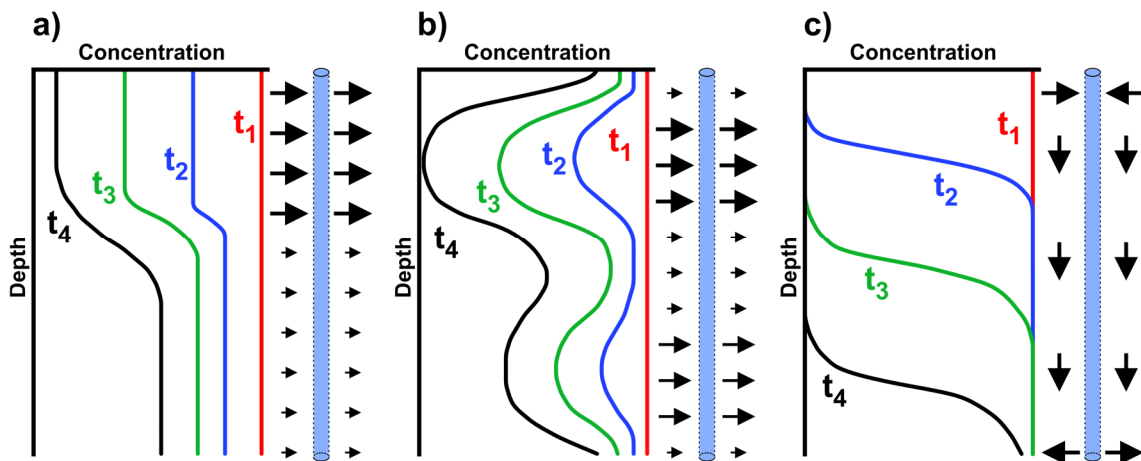 a)
Concentration
Depth
t1
t2
t3
t4
b)
Concentration
Depth
t1
t2
t3
t4
c)
Concentration
Depth
t1
t2
t3
t4